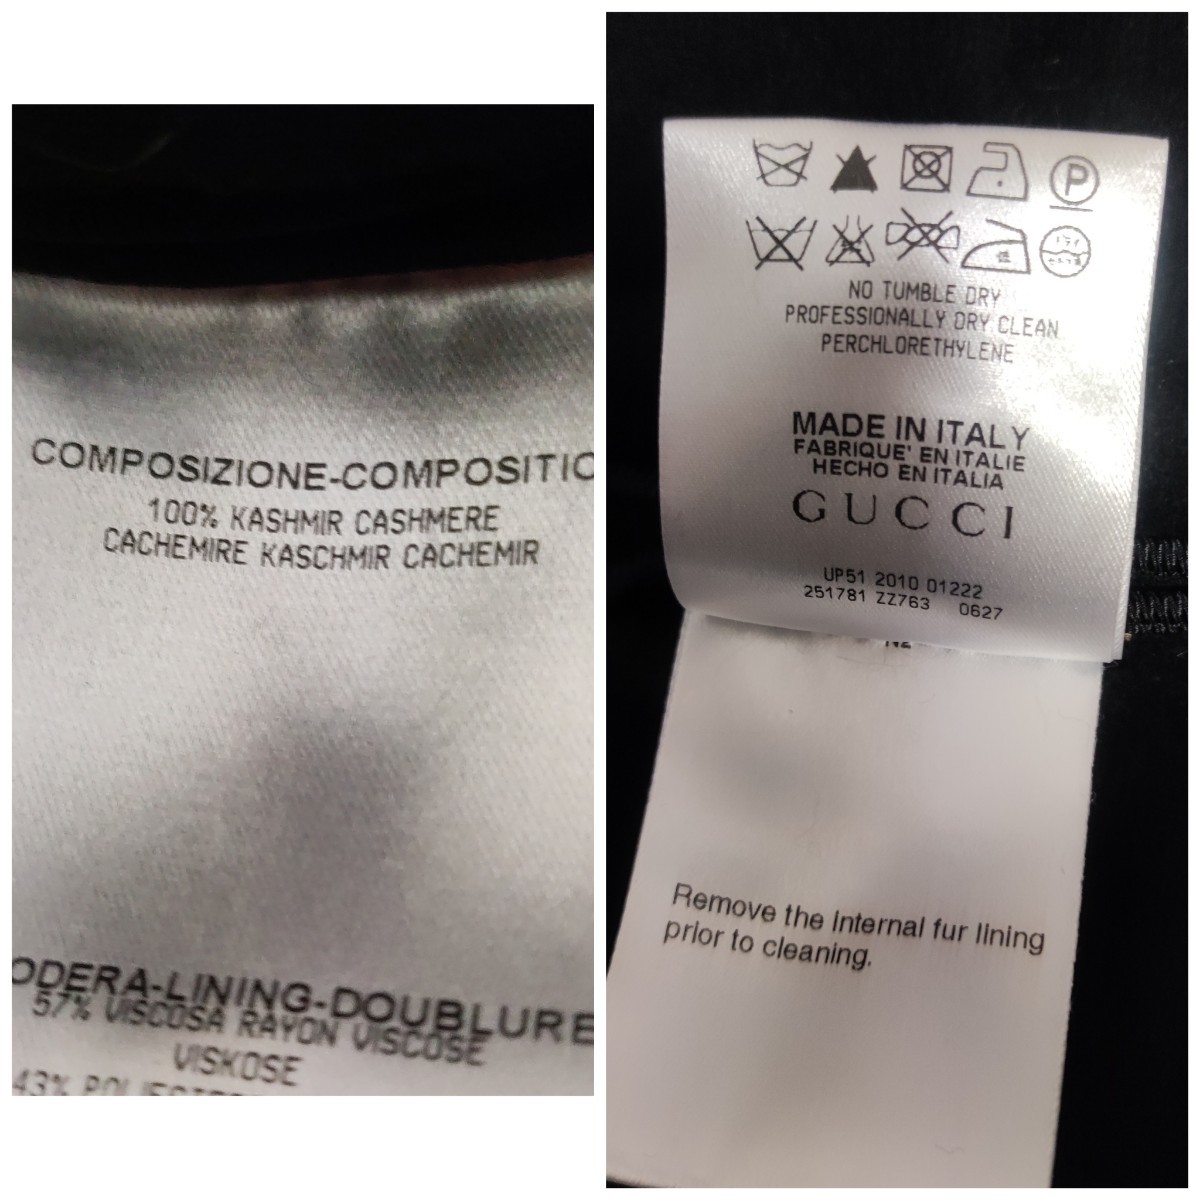 COMPOSIZIONE-COMPOSITIO
100% KASHMIR CASHMERE
CACHEMIRE KASCHMIR CACHEMIR
ODERA-LINING-DOUBLURE
57% VISCOSA RAYON VISCOSE
VISKOSE
43%
P
NO TUMBLE DRY
PROFESSIONALLY DRY CLEAN
PERCHLORETHYLENE
MADE IN ITALY
FABRIQUE' EN ITALIE
HECHO EN ITALIA
GUCCI
UP51 2010 01222
251781 ZZ763 0627
Remove the internal fur lining
prior to cleaning.